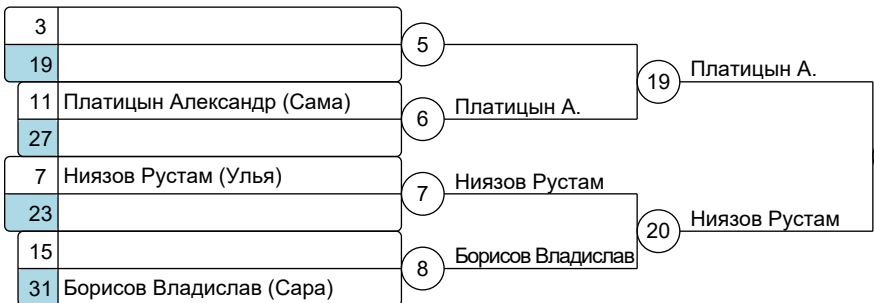 3
19
5
11 Платицын Александр (Сама)
27
6
Платицын А.
19
Платицын А.
7 Ниязов Рустам (Улья)
23
7
Ниязов Рустам
15
31 Борисов Владислав (Сара)
8
Борисов Владислав
20
Ниязов Рустам